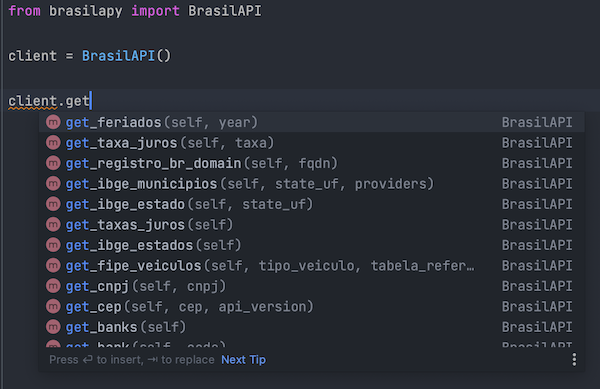 from brasilapy import BrasilAPI
client = BrasilAPI()
client.get
m get_feriados(self, year) BrasilAPI
m get_taxa_juros(self, taxa) BrasilAPI
m get_registro_br_domain(self, fqdn) BrasilAPI
m get_ibge_municipios(self, state_uf, providers) BrasilAPI
m get_ibge_estado(self, state_uf) BrasilAPI
m get_taxas_juros(self) BrasilAPI
m get_ibge_estados(self) BrasilAPI
m get_fipe_veiculos(self, tipo_veiculo, tabela_refer… BrasilAPI
m get_cnpj(self, cnpj) BrasilAPI
m get_cep(self, cep, api_version) BrasilAPI
m get_banks(self) BrasilAPI
m get_bank(self, code) BrasilAPI
Press ↵ to insert, ⇥ to replace Next Tip